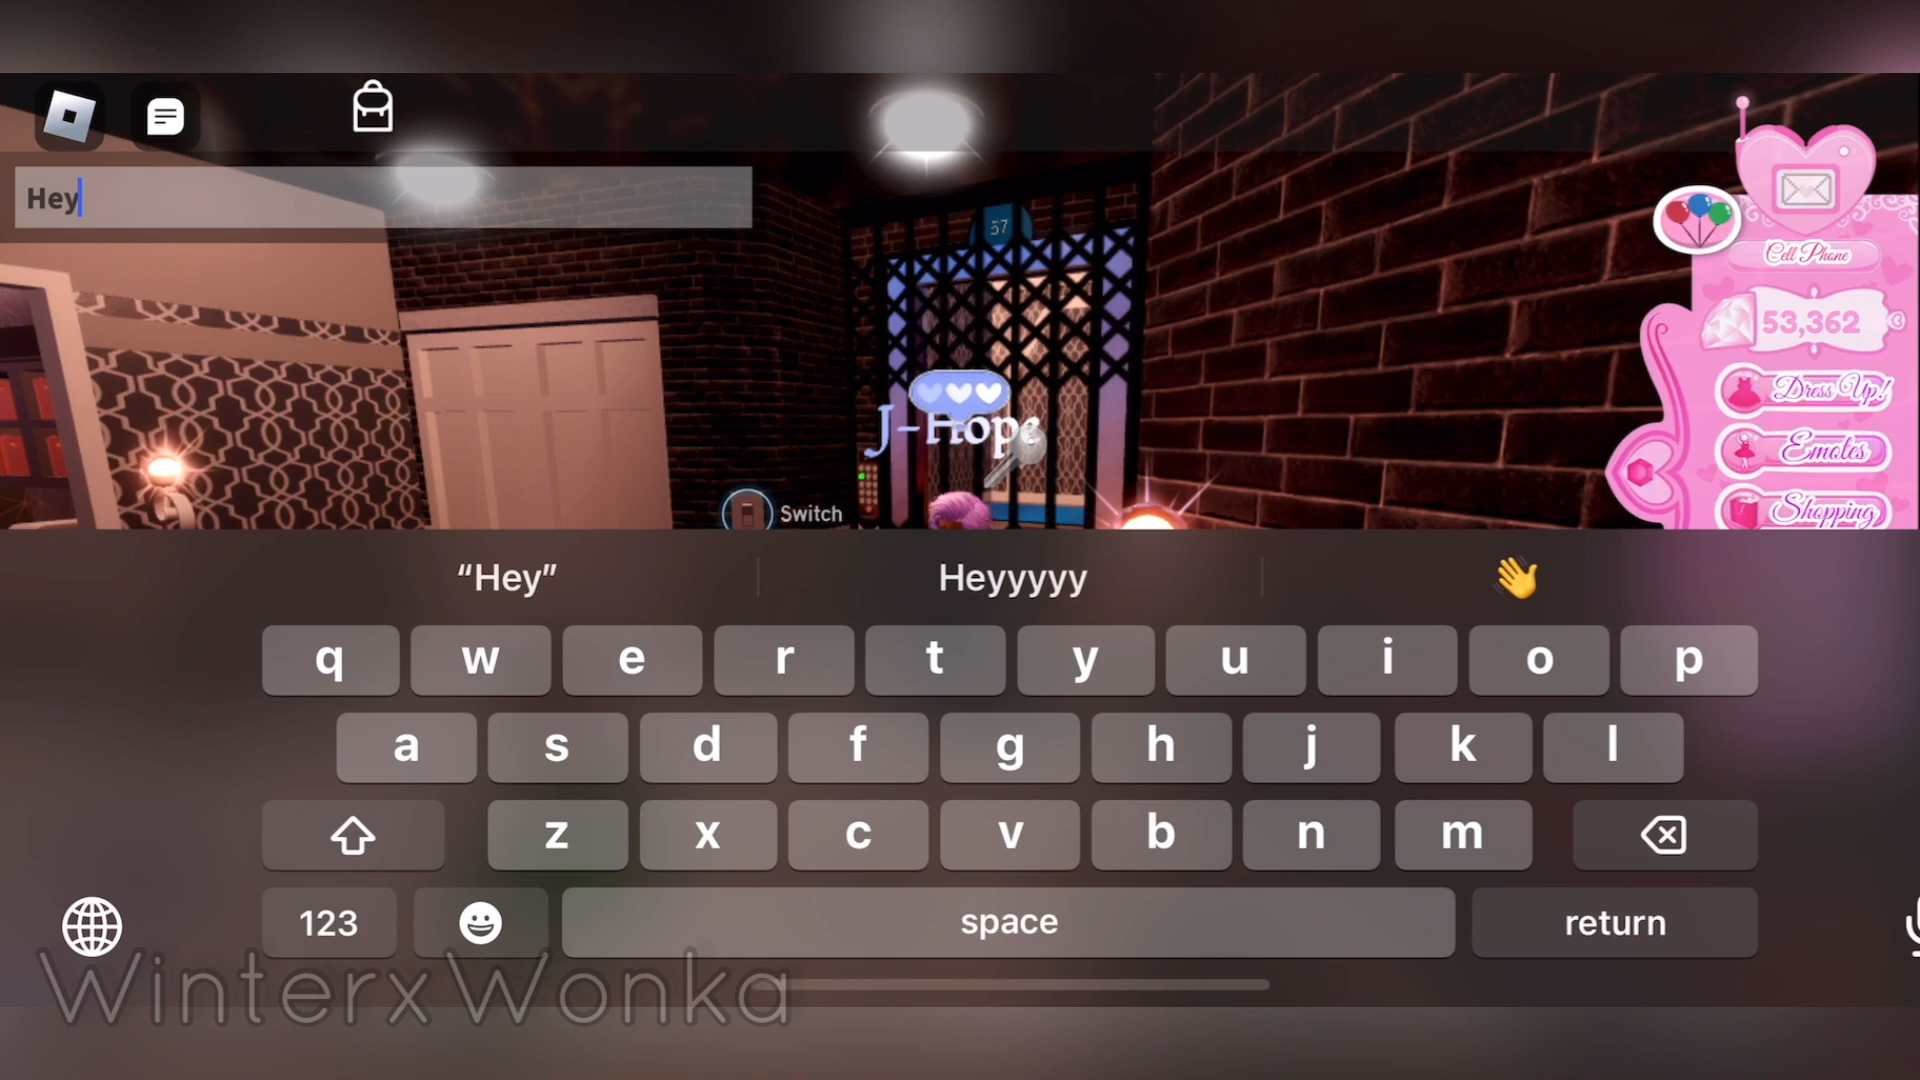 Hey
57
Cell Phone
53,362
J-Hope
Dress Up!
Emotes
Switch
Shopping
“Hey”
Heyyyyy
👋
q w e r t y u i o p
a s d f g h j k l
z x c v b n m
123
space
return
WinterxWonka